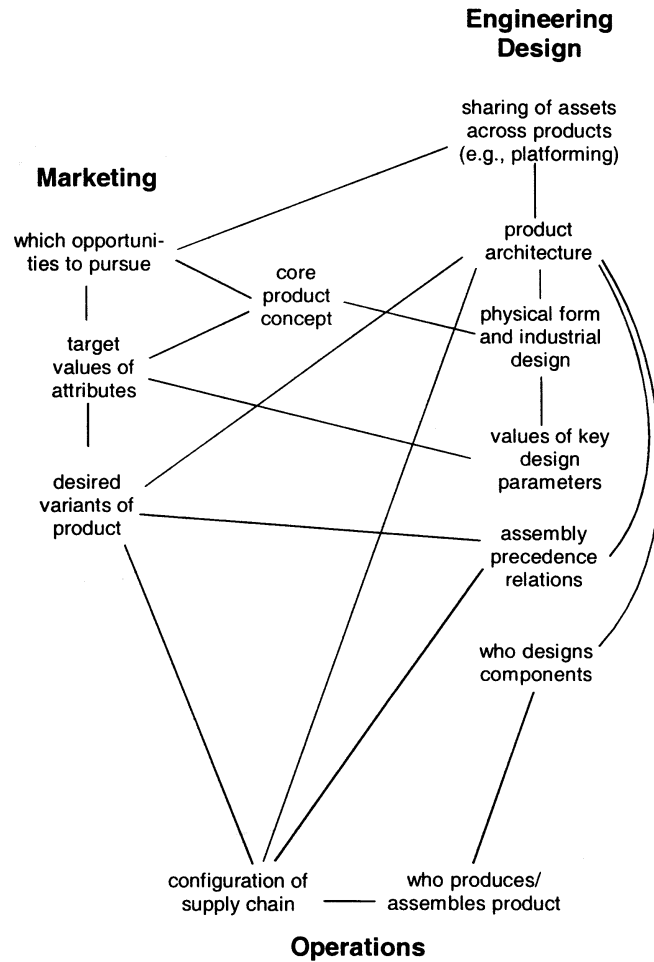 Engineering
Design
sharing of assets
across products
(e.g., platforming)
Marketing
which opportuni-
ties to pursue
product
architecture
core
product
concept
physical form
and industrial
design
target
values of
attributes
values of key
design
parameters
desired
variants of
product
assembly
precedence
relations
who designs
components
configuration of
supply chain
who produces/
assembles product
Operations